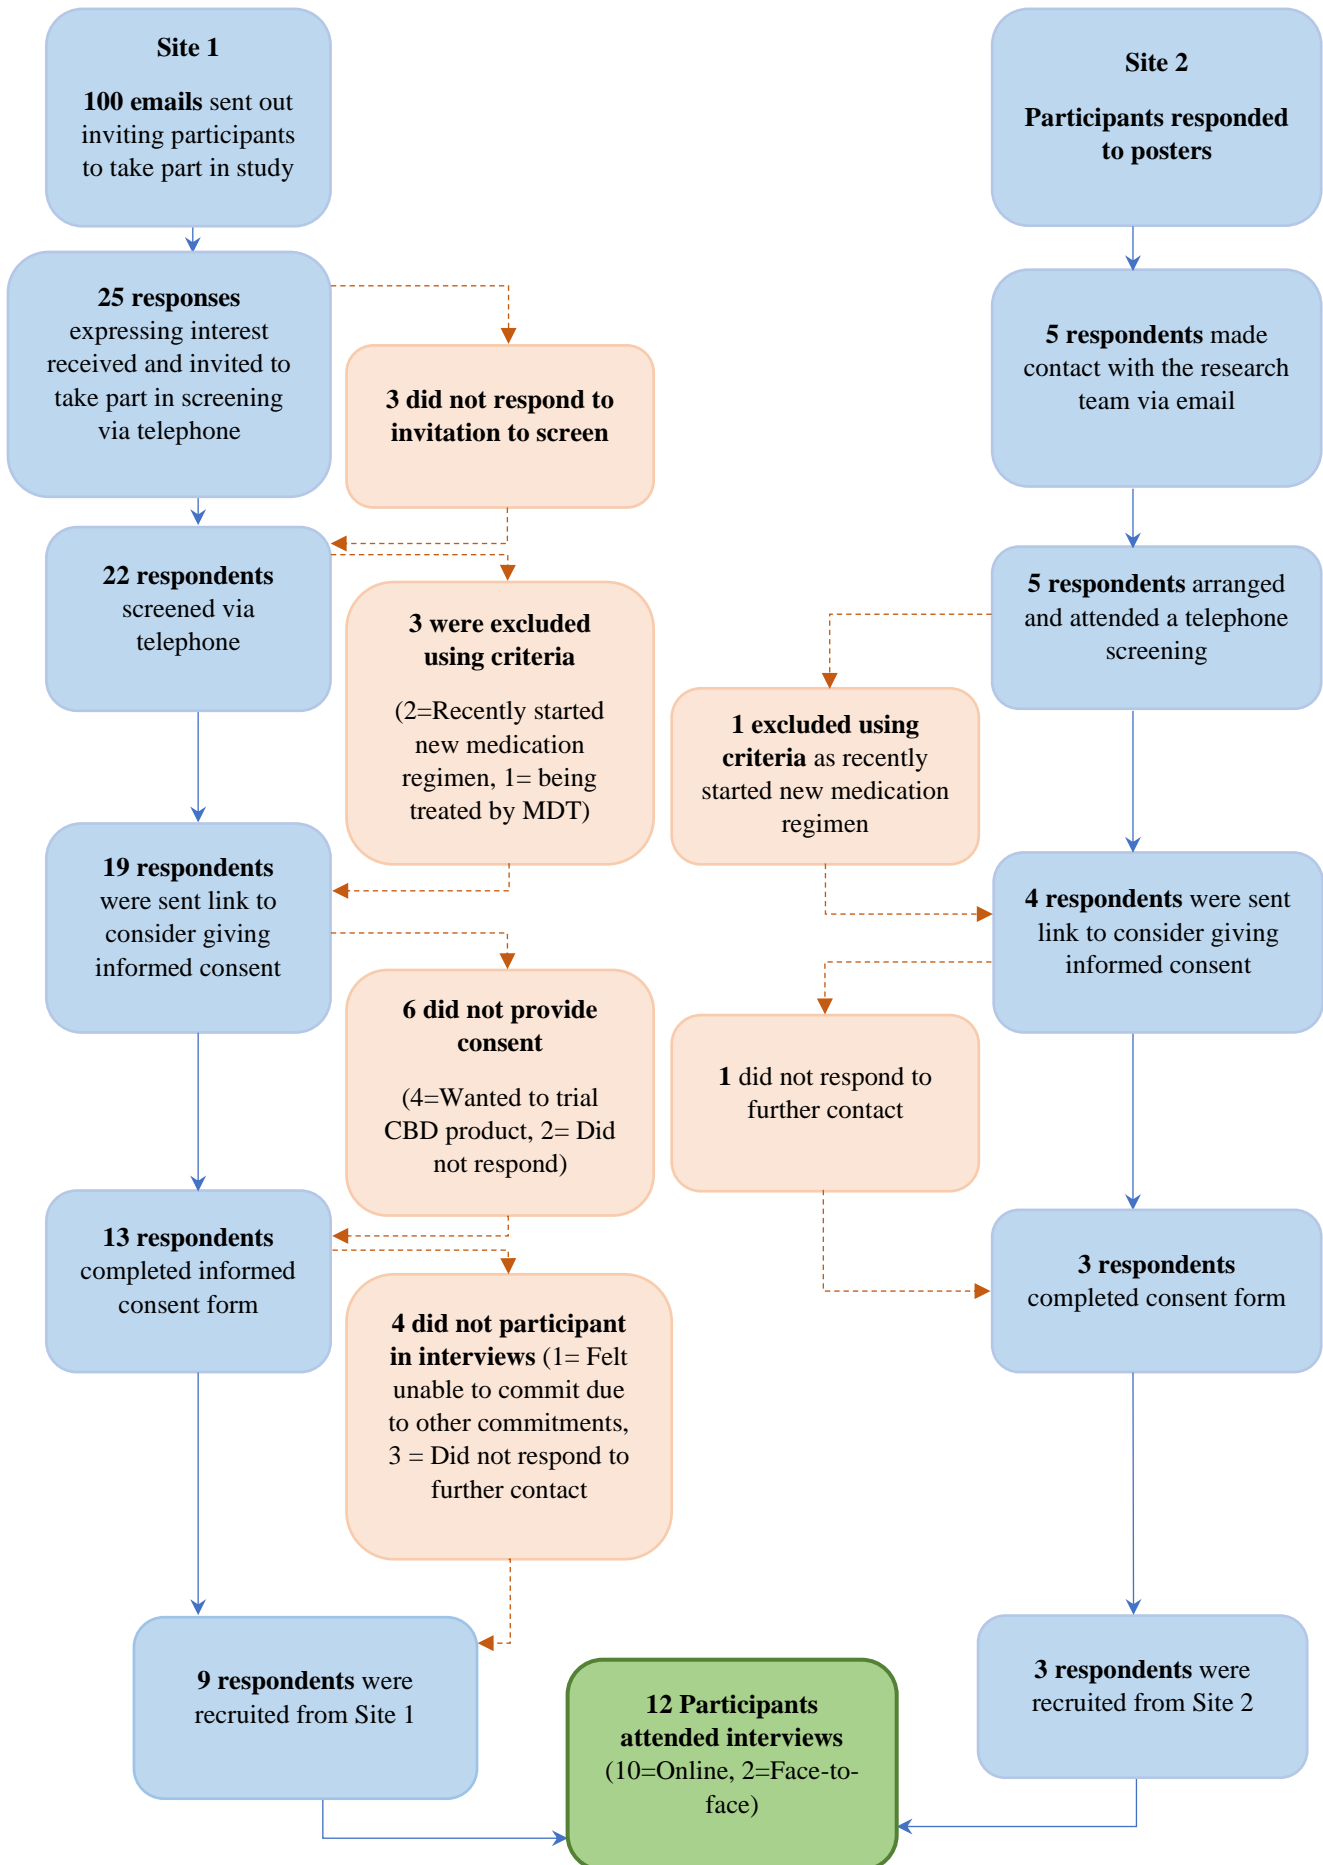 Site 1
100 emails sent out
inviting participants
to take part in study
25 responses
expressing interest
received and invited to
take part in screening
via telephone
3 did not respond to
invitation to screen
22 respondents
screened via
telephone
3 were excluded
using criteria
(2=Recently started
new medication
regimen, 1= being
treated by MDT)
19 respondents
were sent link to
consider giving
informed consent
6 did not provide
consent
(4=Wanted to trial
CBD product, 2= Did
not respond)
13 respondents
completed informed
consent form
4 did not participant
in interviews (1= Felt
unable to commit due
to other commitments,
3 = Did not respond to
further contact
9 respondents were
recruited from Site 1
Site 2
Participants responded
to posters
5 respondents made
contact with the research
team via email
5 respondents arranged
and attended a telephone
screening
1 excluded using
criteria as recently
started new medication
regimen
4 respondents were sent
link to consider giving
informed consent
1 did not respond to
further contact
3 respondents
completed consent form
3 respondents were
recruited from Site 2
12 Participants
attended interviews
(10=Online, 2=Face-to-
face)